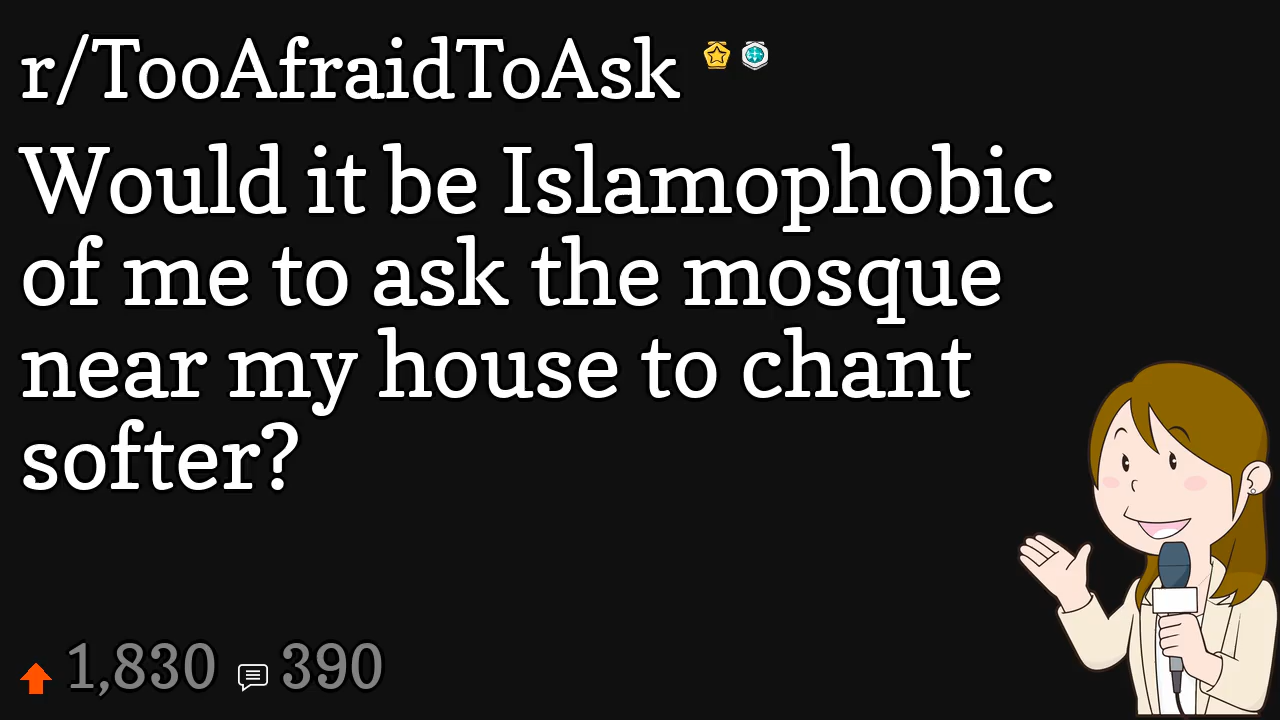 r/TooAfraidToAsk
Would it be Islamophobic
of me to ask the mosque
near my house to chant
softer?
1,830 390